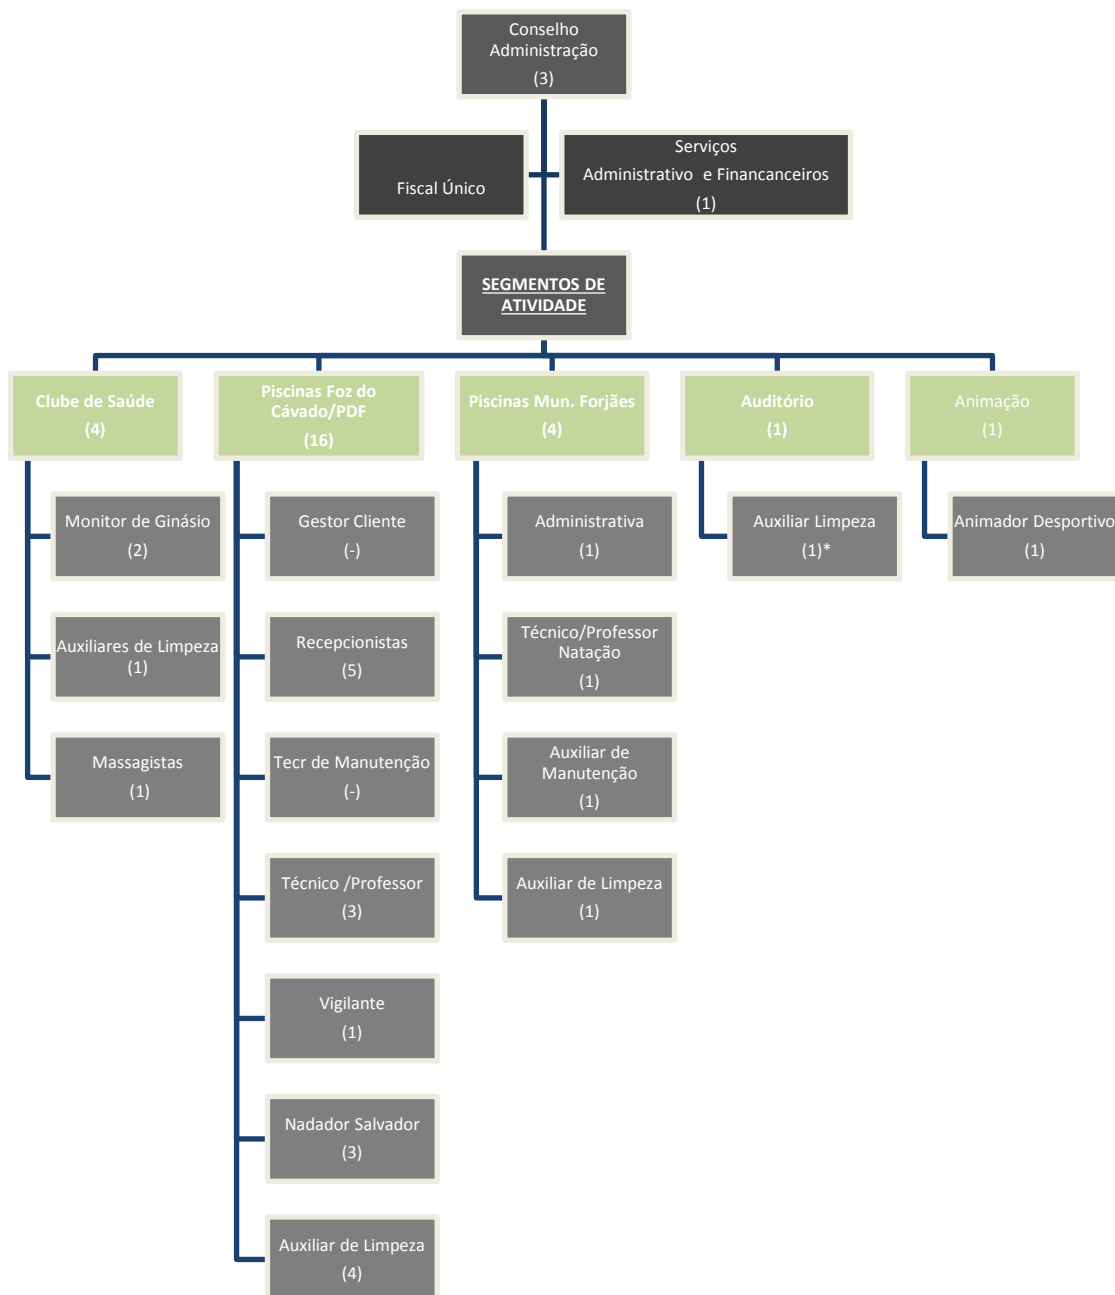 Conselho
Administração
(3)
Fiscal Único
Serviços
Administrativo e Financanceiros
(1)
SEGMENTOS DE
ATIVIDADE
Clube de Saúde
(4)
Monitor de Ginásio
(2)
Auxiliares de Limpeza
(1)
Massagistas
(1)
Piscinas Foz do
Cávado/PDF
(16)
Gestor Cliente
(-)
Recepcionistas
(5)
Tecr de Manutenção
(-)
Técnico /Professor
(3)
Vigilante
(1)
Nadador Salvador
(3)
Auxiliar de Limpeza
(4)
Piscinas Mun. Forjães
(4)
Administrativa
(1)
Técnico/Professor
Natação
(1)
Auxiliar de
Manutenção
(1)
Auxiliar de Limpeza
(1)
Auditório
(1)
Auxiliar Limpeza
(1)*
Animação
(1)
Animador Desportivo
(1)